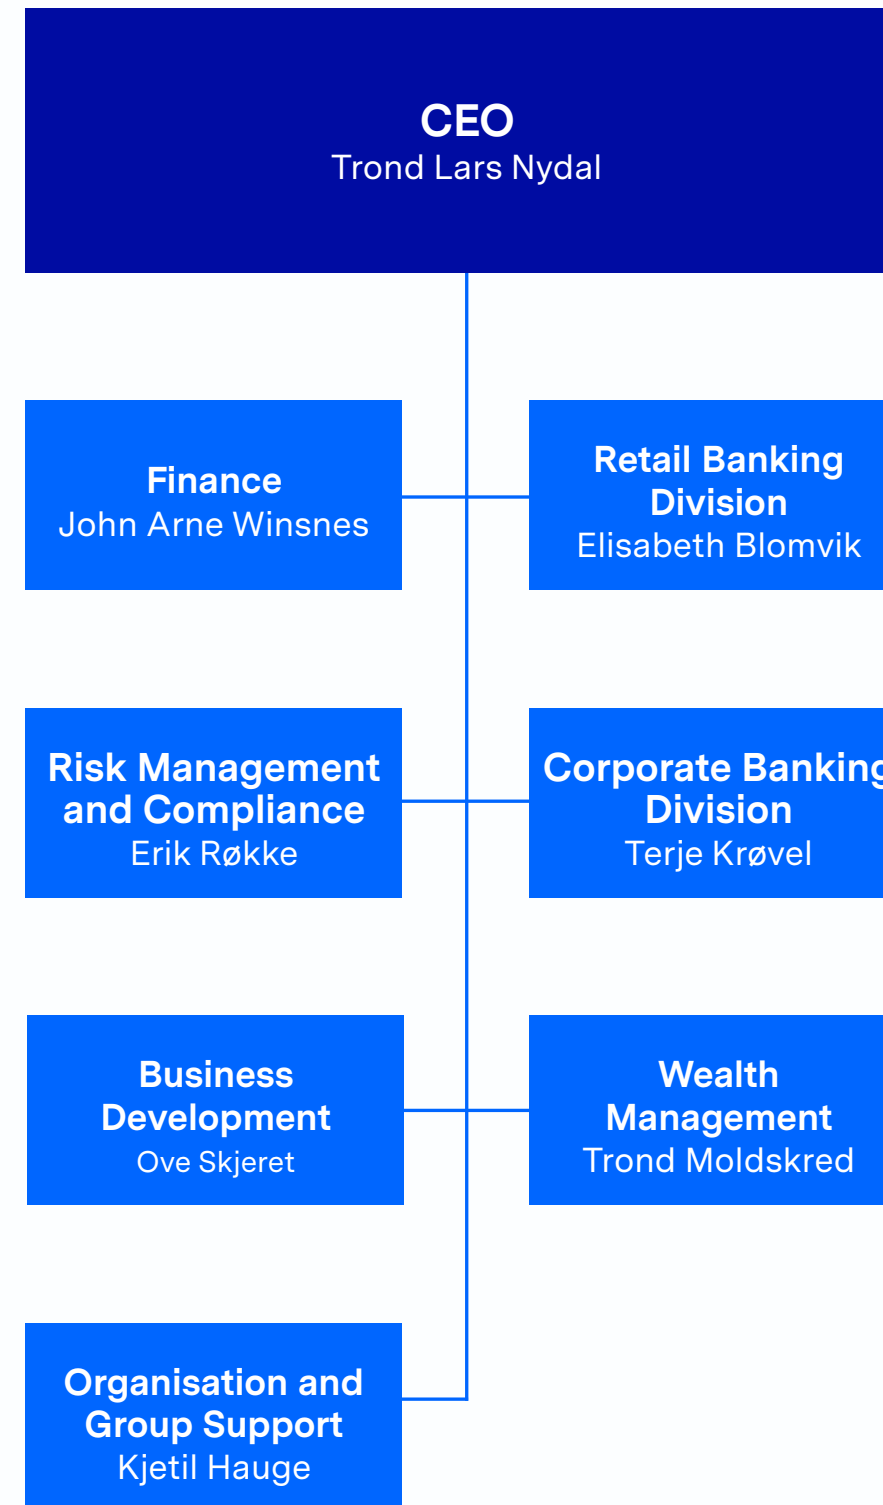 CEO
Trond Lars Nydal
Finance
John Arne Winsnes
Retail Banking
Division
Elisabeth Blomvik
Risk Management
and Compliance
Erik Røkke
Corporate Banking
Division
Terje Krøvel
Business
Development
Ove Skjeret
Wealth
Management
Trond Moldskred
Organisation and
Group Support
Kjetil Hauge